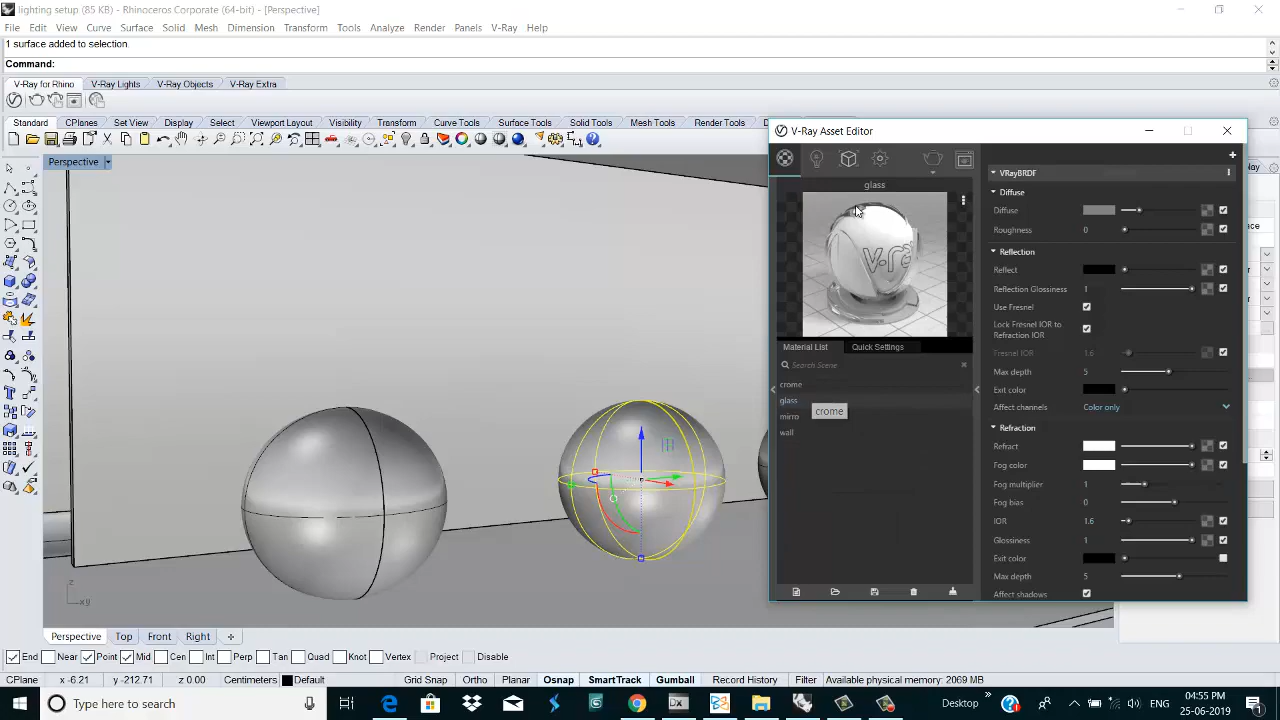 lighting setup (85 KB) - Rhinoceros Corporate (64-bit) - [Perspective]
File Edit View Curve Surface Solid Mesh Dimension Transform Tools Analyze Render Panels V-Ray Help
1 surface added to selection.
Command:
V-Ray for Rhino V-Ray Lights V-Ray Objects V-Ray Extra
Standard CPlanes Set View Display Select Viewport Layout Visibility Transform Curve Tools Surface Tools Solid Tools Mesh Tools Render Tools
Perspective
V-Ray Asset Editor
glass
V-ra
Material List Quick Settings
Search Scene
crome
glass
mirro
wall
crome
VRayBRDF
Diffuse
Diffuse
Roughness 0
Reflection
Reflect
Reflection Glossiness 1
Use Fresnel
Lock Fresnel IOR to
Refraction IOR
Fresnel IOR 1.6
Max depth 5
Exit color
Affect channels Color only
Refraction
Refract
Fog color
Fog multiplier 1
Fog bias 0
IOR 1.6
Glossiness 1
Exit color
Max depth 5
Affect shadows
z
xy
Perspective Top Front Right
End Near Point Mid Cen Int Perp Tan Quad Knot Vertex Project Disable
CPlane x -6.21 y -212.71 z 0.00 Centimeters Default Grid Snap Ortho Planar Osnap SmartTrack Gumball Record History Filter Available physical memory: 2069 MB
Type here to search
Desktop
ENG
04:55 PM
25-06-2019